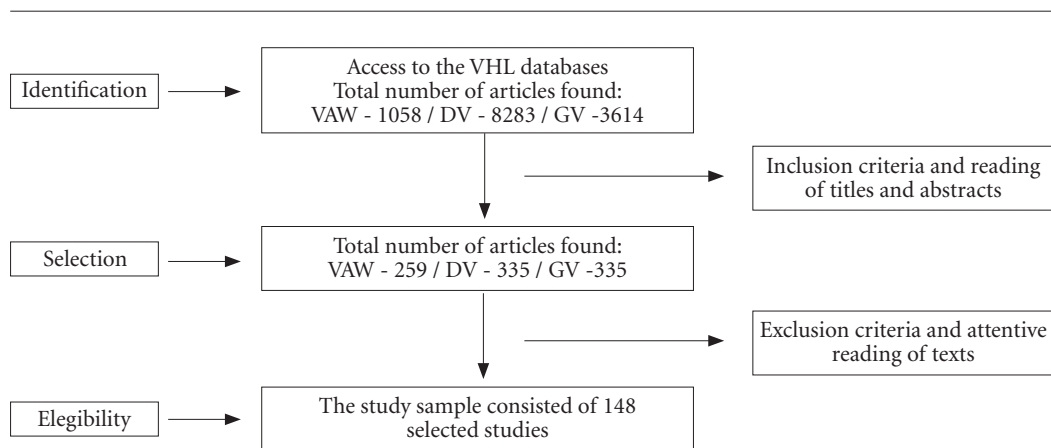 Identification
Access to the VHL databases
Total number of articles found:
VAW - 1058 / DV - 8283 / GV -3614
Inclusion criteria and reading
of titles and abstracts
Selection
Total number of articles found:
VAW - 259 / DV - 335 / GV -335
Exclusion criteria and attentive
reading of texts
Elegibility
The study sample consisted of 148
selected studies